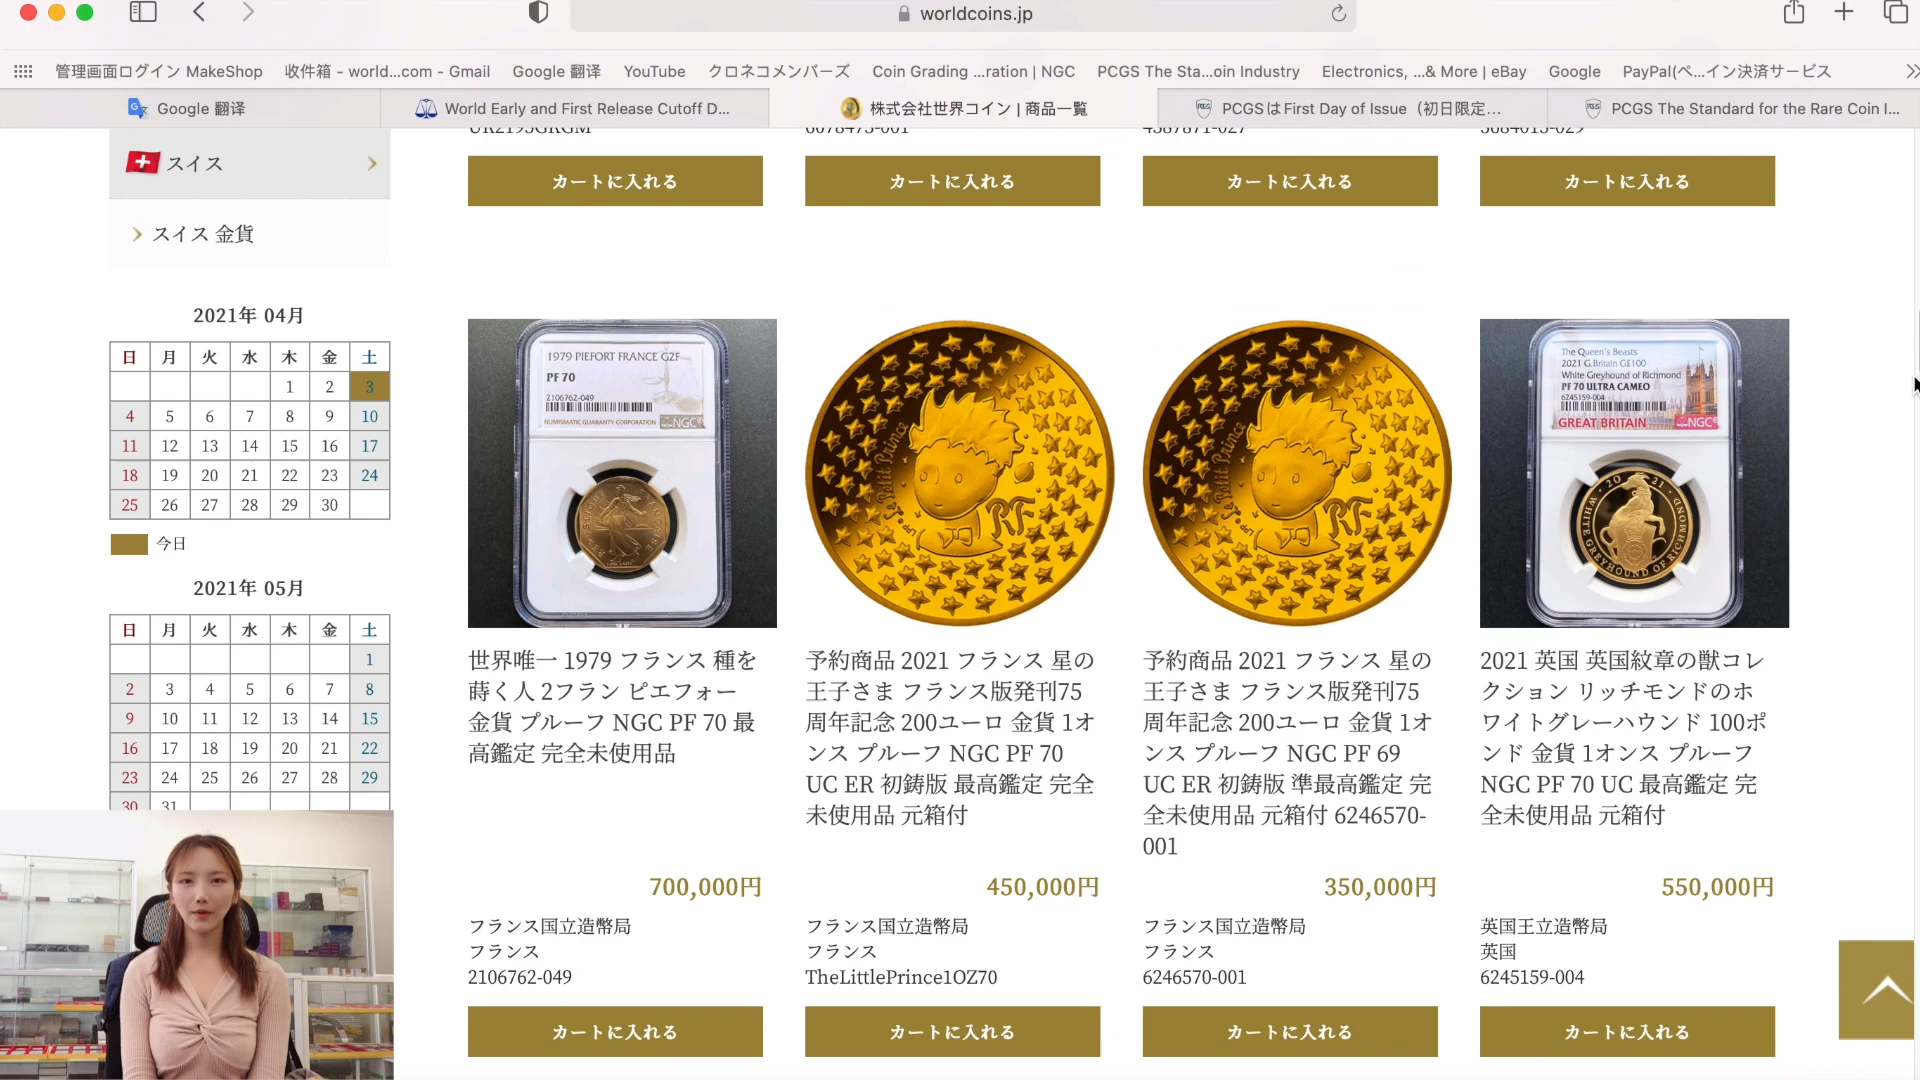 worldcoins.jp
管理画面ログイン MakeShop
收件箱 - world...com - Gmail
Google 翻译
YouTube
クロネコメンバーズ
Coin Grading ...ration | NGC
PCGS The Sta...oin Industry
Electronics, ...& More | eBay
Google
PayPal(ペ...イン決済サービス
Google 翻译
World Early and First Release Cutoff D...
株式会社世界コイン | 商品一覧
PCGSはFirst Day of Issue（初日限定...
PCGS The Standard for the Rare Coin I...
UK2195GKGM
6078473-001
4387871-027
3684013-029
スイス
カートに入れる
カートに入れる
カートに入れる
カートに入れる
スイス 金貨
2021年 04月
日 月 火 水 木 金 土
1 2 3
4 5 6 7 8 9 10
11 12 13 14 15 16 17
18 19 20 21 22 23 24
25 26 27 28 29 30
今日
2021年 05月
日 月 火 水 木 金 土
1
2 3 4 5 6 7 8
9 10 11 12 13 14 15
16 17 18 19 20 21 22
23 24 25 26 27 28 29
30 31
1979 PIEFORT FRANCE G2F
PF 70
2106762-049
NUMISMATIC GUARANTY CORPORATION
NGC
Le Petit Prince
RF
Le Petit Prince
RF
The Queen's Beasts
2021 G.Britain G£100
White Greyhound of Richmond
PF 70 ULTRA CAMEO
6245159-004
GREAT BRITAIN
NGC
WHITE GREYHOUND OF RICHMOND
2021
世界唯一 1979 フランス 種を
蒔く人 2フラン ピエフォー
金貨 プルーフ NGC PF 70 最
高鑑定 完全未使用品
700,000円
フランス国立造幣局
フランス
2106762-049
カートに入れる
予約商品 2021 フランス 星の
王子さま フランス版発刊75
周年記念 200ユーロ 金貨 1オ
ンス プルーフ NGC PF 70
UC ER 初鋳版 最高鑑定 完全
未使用品 元箱付
450,000円
フランス国立造幣局
フランス
TheLittlePrince1OZ70
カートに入れる
予約商品 2021 フランス 星の
王子さま フランス版発刊75
周年記念 200ユーロ 金貨 1オ
ンス プルーフ NGC PF 69
UC ER 初鋳版 準最高鑑定 完
全未使用品 元箱付 6246570-
001
350,000円
フランス国立造幣局
フランス
6246570-001
カートに入れる
2021 英国 英国紋章の獣コレ
クション リッチモンドのホ
ワイトグレーハウンド 100ポ
ンド 金貨 1オンス プルーフ
NGC PF 70 UC 最高鑑定 完
全未使用品 元箱付
550,000円
英国王立造幣局
英国
6245159-004
カートに入れる